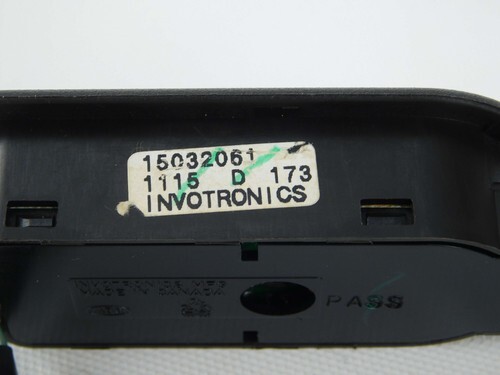 15032061
1115 D 173
INVOTRONICS
PASS